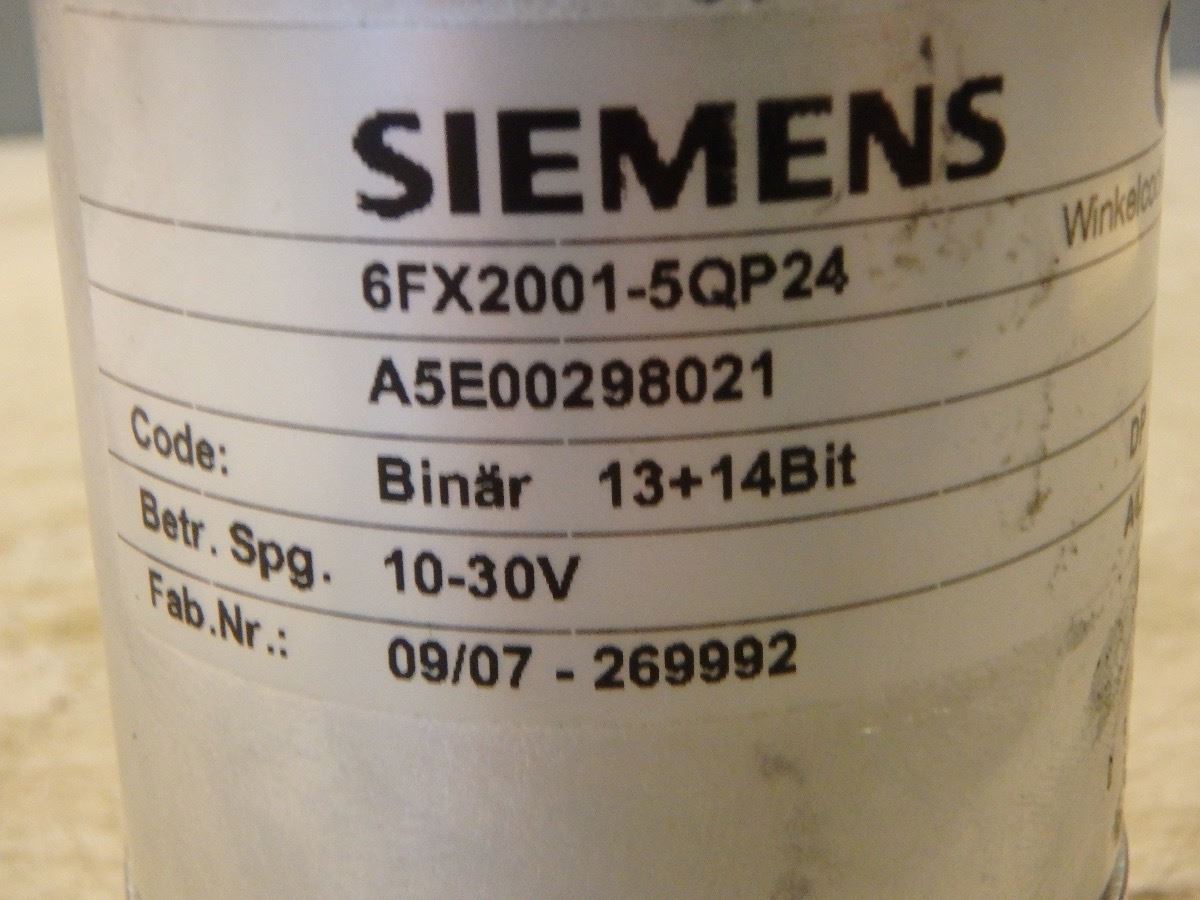 SIEMENS
6FX2001-5QP24
A5E00298021
Code: Binär 13+14Bit
Betr. Spg. 10-30V
Fab.Nr.: 09/07 - 269992